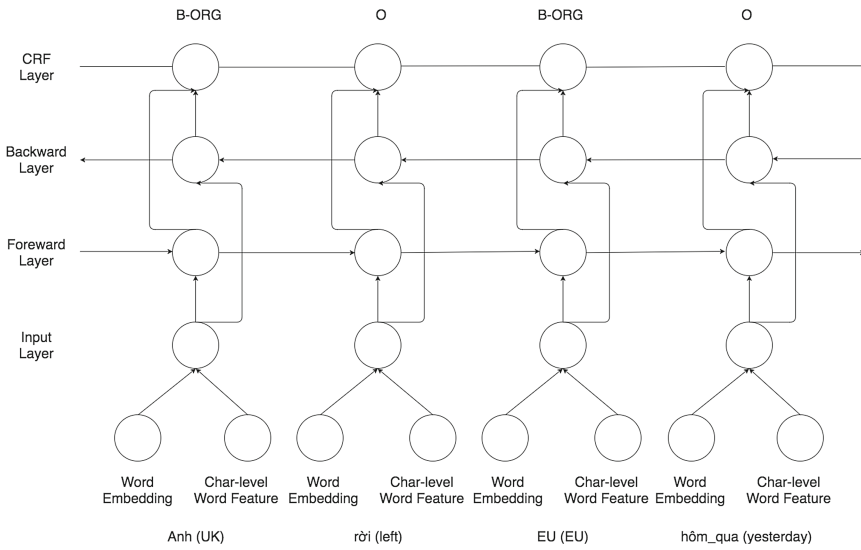 B-ORG O B-ORG O
CRF
Layer
Backward
Layer
Foreward
Layer
Input
Layer
Word Char-level Word Char-level Word Char-level Word Char-level
Embedding Word Feature Embedding Word Feature Embedding Word Feature Embedding Word Feature
Anh (UK) rời (left) EU (EU) hôm_qua (yesterday)